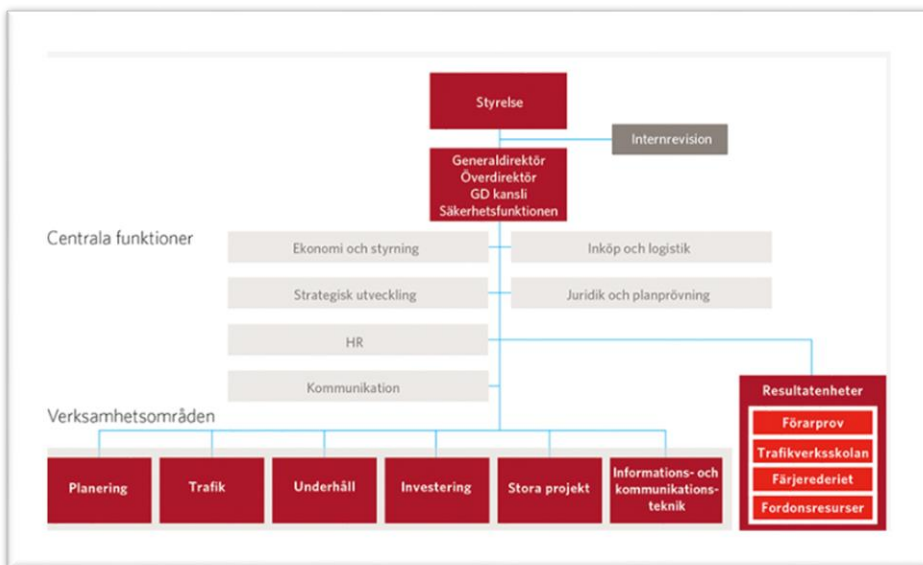 Styrelse
Internrevision
Generaldirektör
Överdirektör
GD kansli
Säkerhetsfunktionen
Centrala funktioner
Ekonomi och styrning
Inköp och logistik
Strategisk utveckling
Juridik och planprövning
HR
Kommunikation
Verksamhetsområden
Planering
Trafik
Underhåll
Investering
Stora projekt
Informations- och
kommunikations-
teknik
Resultatenheter
Förarprov
Trafikverksskolan
Färjerederiet
Fordonsresurser